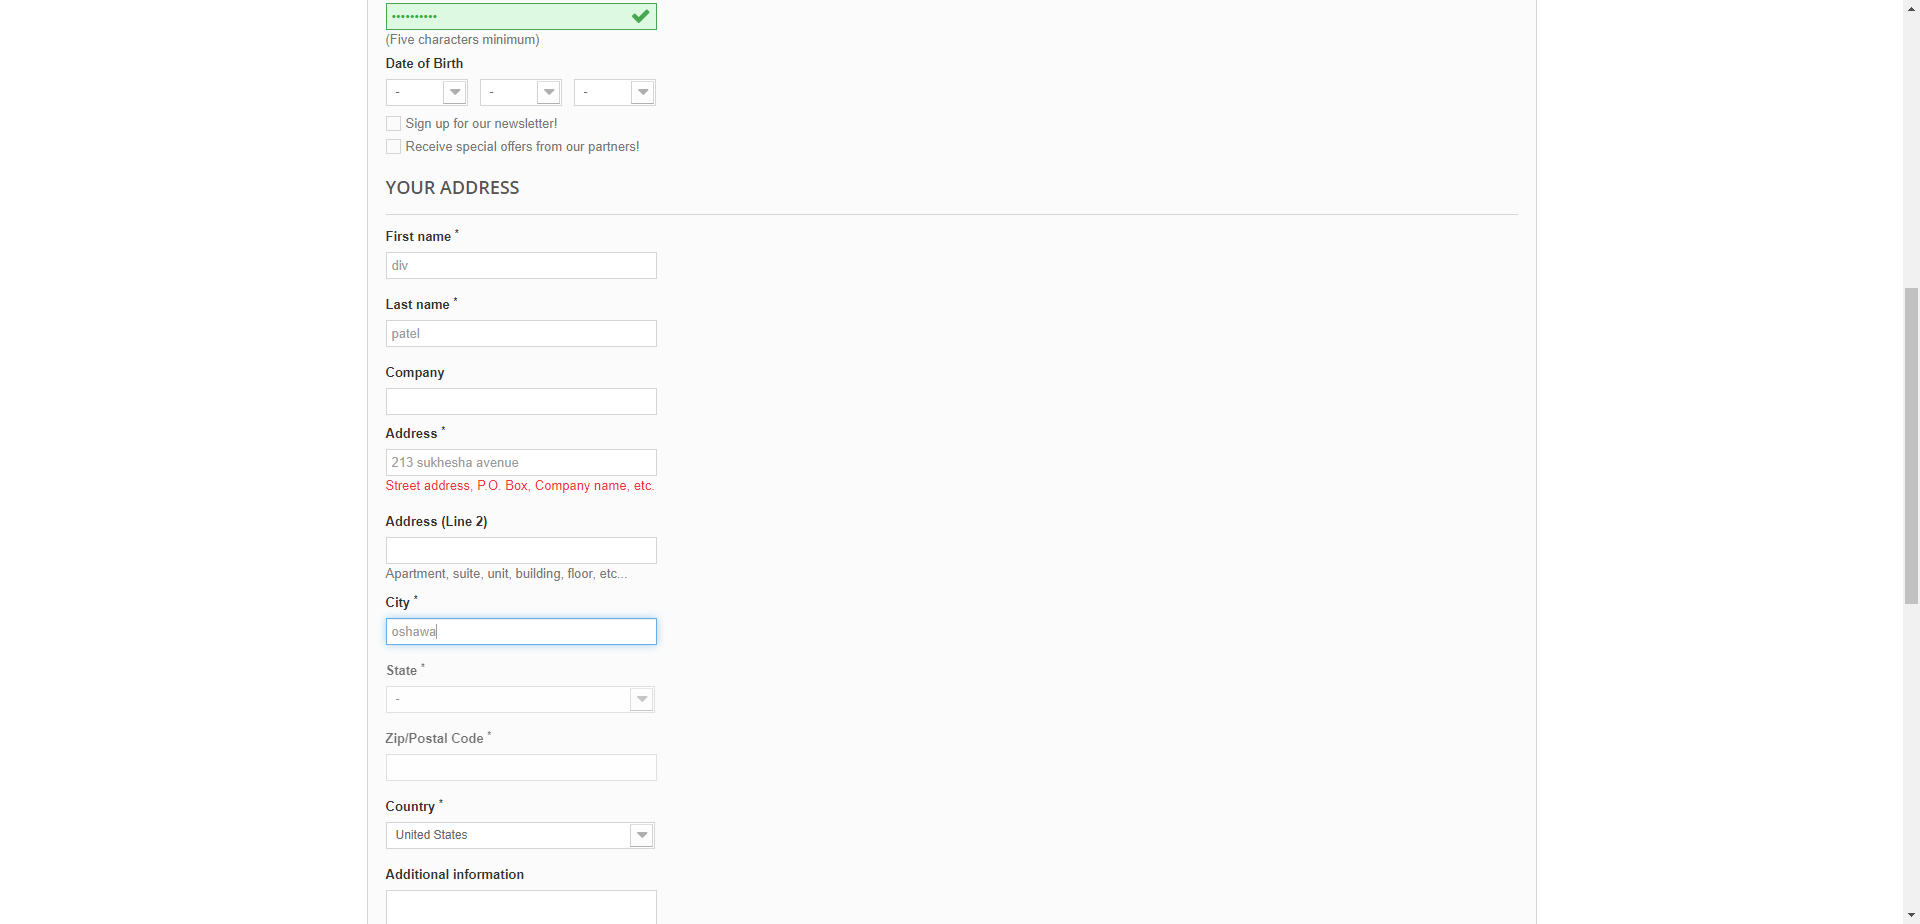 ••••••••••
(Five characters minimum)
Date of Birth
- - -
Sign up for our newsletter!
Receive special offers from our partners!
YOUR ADDRESS
First name *
div
Last name *
patel
Company
Address *
213 sukhesha avenue
Street address, P.O. Box, Company name, etc.
Address (Line 2)
Apartment, suite, unit, building, floor, etc...
City *
oshawa
State *
-
Zip/Postal Code *
Country *
United States
Additional information